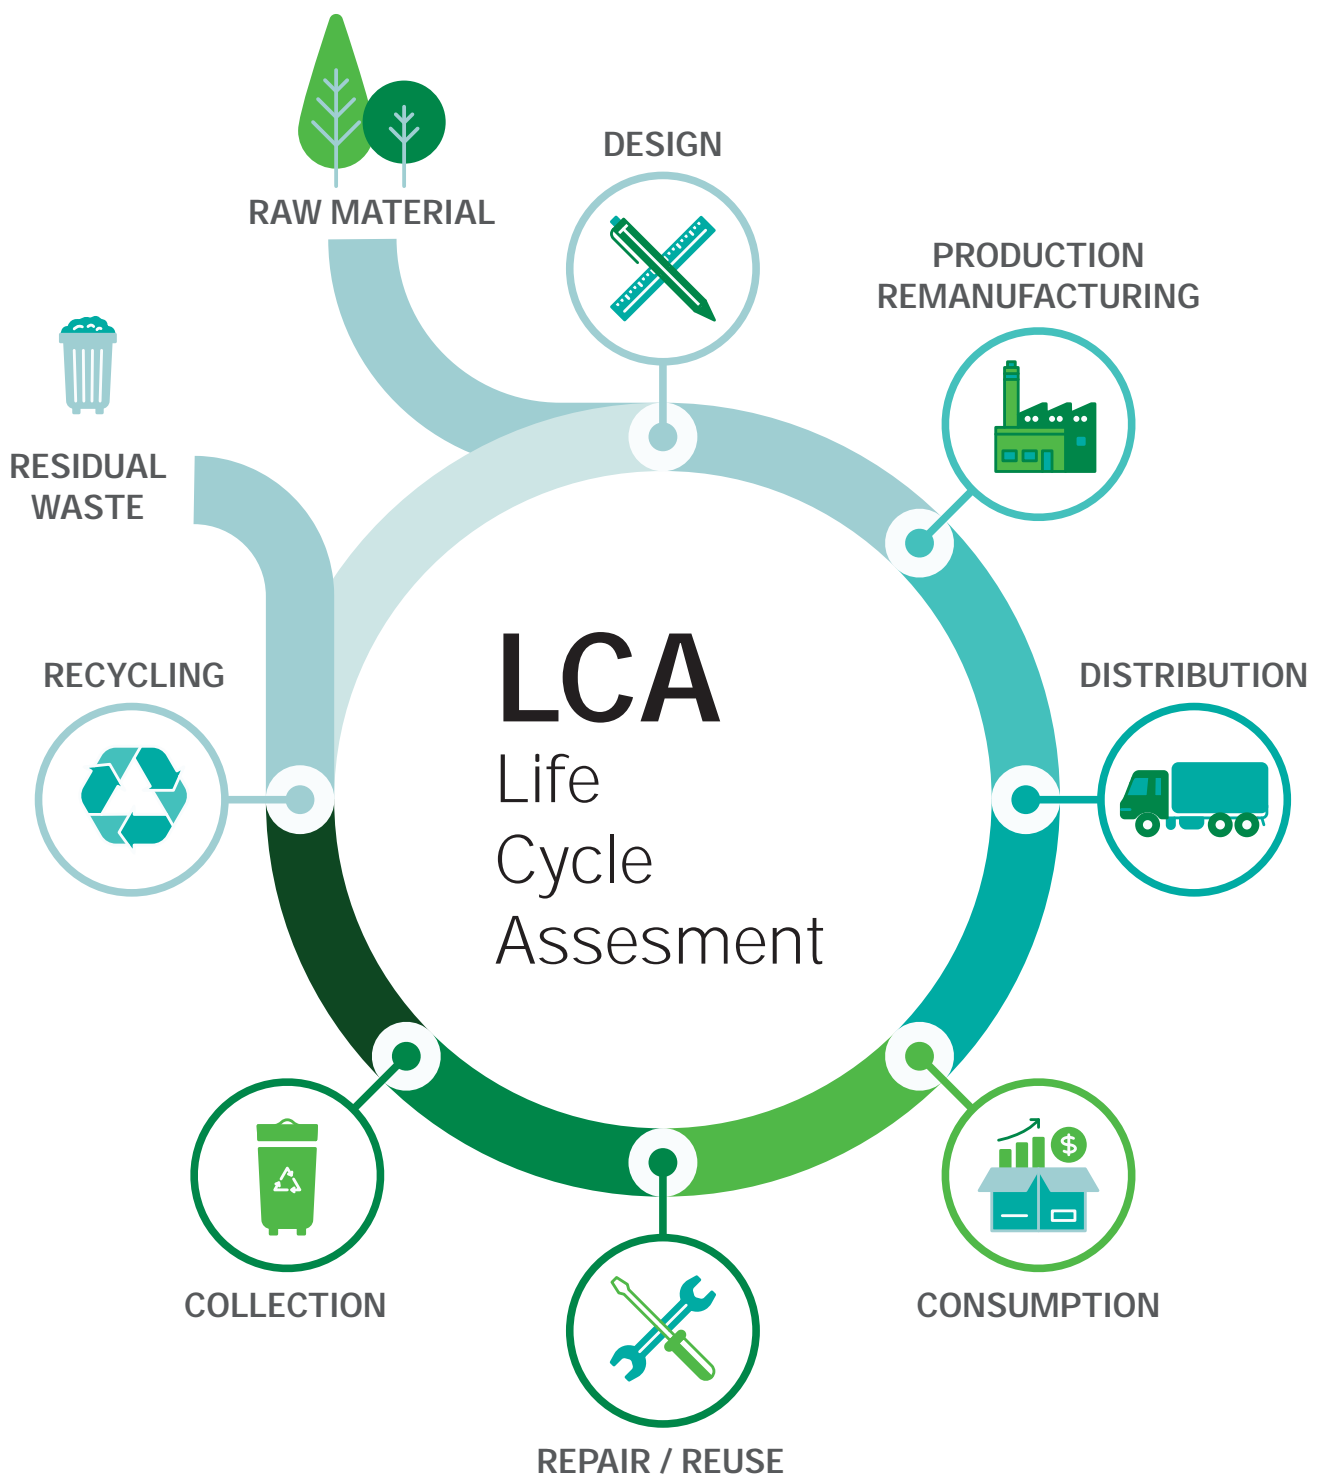 RAW MATERIAL
DESIGN
PRODUCTION
REMANUFACTURING
RESIDUAL
WASTE
RECYCLING
DISTRIBUTION
LCA
Life
Cycle
Assesment
$
COLLECTION
CONSUMPTION
REPAIR / REUSE